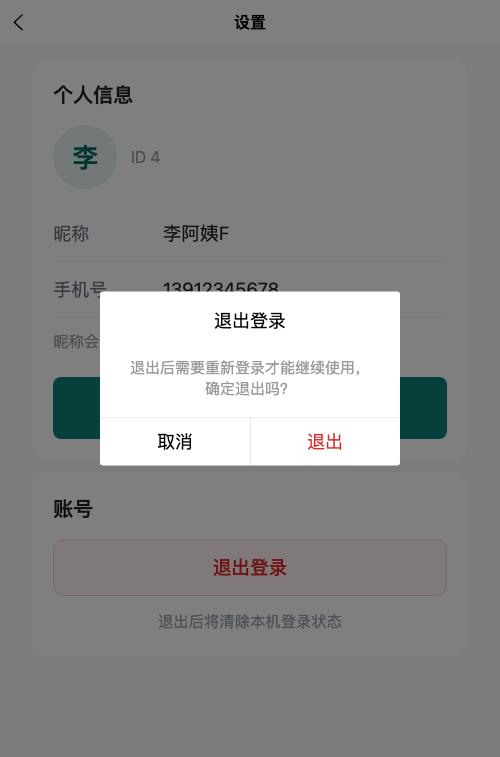 设置
个人信息
李
ID 4
昵称
李阿姨F
手机号
13912345678
昵称会
退出登录
退出后需要重新登录才能继续使用，
确定退出吗？
取消
退出
账号
退出登录
退出后将清除本机登录状态